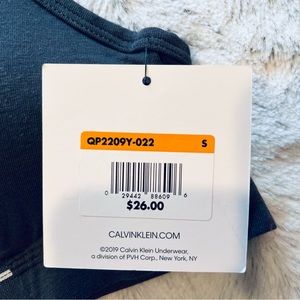 QP2209Y-022 S
0 29442 88609 6
$26.00
CALVINKLEIN.COM
©2019 Calvin Klein Underwear,
a division of PVH Corp., New York, NY